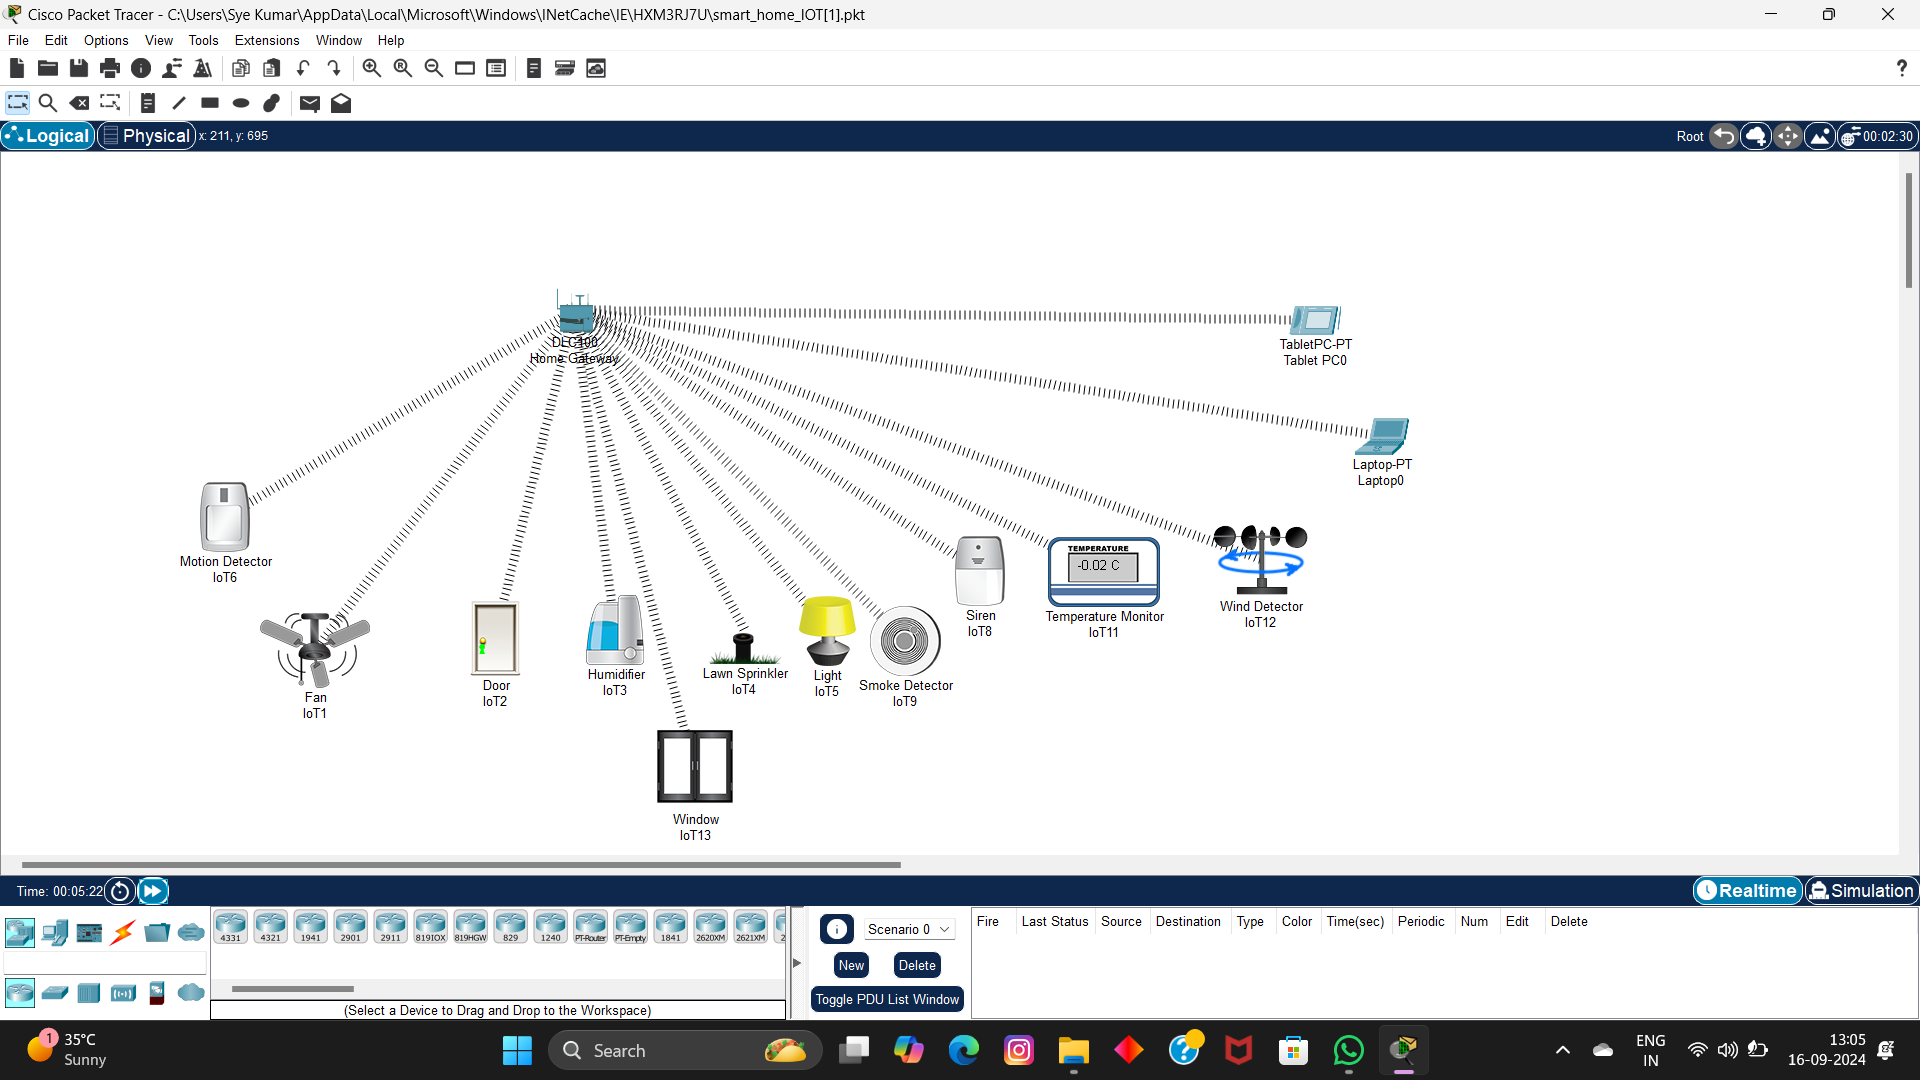 Cisco Packet Tracer - C:\Users\Sye Kumar\AppData\Local\Microsoft\Windows\INetCache\IE\HXM3RJ7U\smart_home_IOT[1].pkt
File Edit Options View Tools Extensions Window Help
?
Logical Physical x: 211, y: 695 Root 00:02:30
DLC100
Home Gateway
TabletPC-PT
Tablet PC0
Laptop-PT
Laptop0
Motion Detector
IoT6
Fan
IoT1
Door
IoT2
Humidifier
IoT3
Lawn Sprinkler
IoT4
Light
IoT5
Smoke Detector
IoT9
Siren
IoT8
TEMPERATURE
-0.02 C
Temperature Monitor
IoT11
Wind Detector
IoT12
Window
IoT13
Time: 00:05:22 Realtime Simulation
4331 4321 1941 2901 2911 819IOX 819HGW 829 1240 PT-Router PT-Empty 1841 2620XM 2621XM 2
(Select a Device to Drag and Drop to the Workspace)
Scenario 0
New Delete
Toggle PDU List Window
Fire Last Status Source Destination Type Color Time(sec) Periodic Num Edit Delete
1
35°C
Sunny
Search
ENG
IN
13:05
16-09-2024